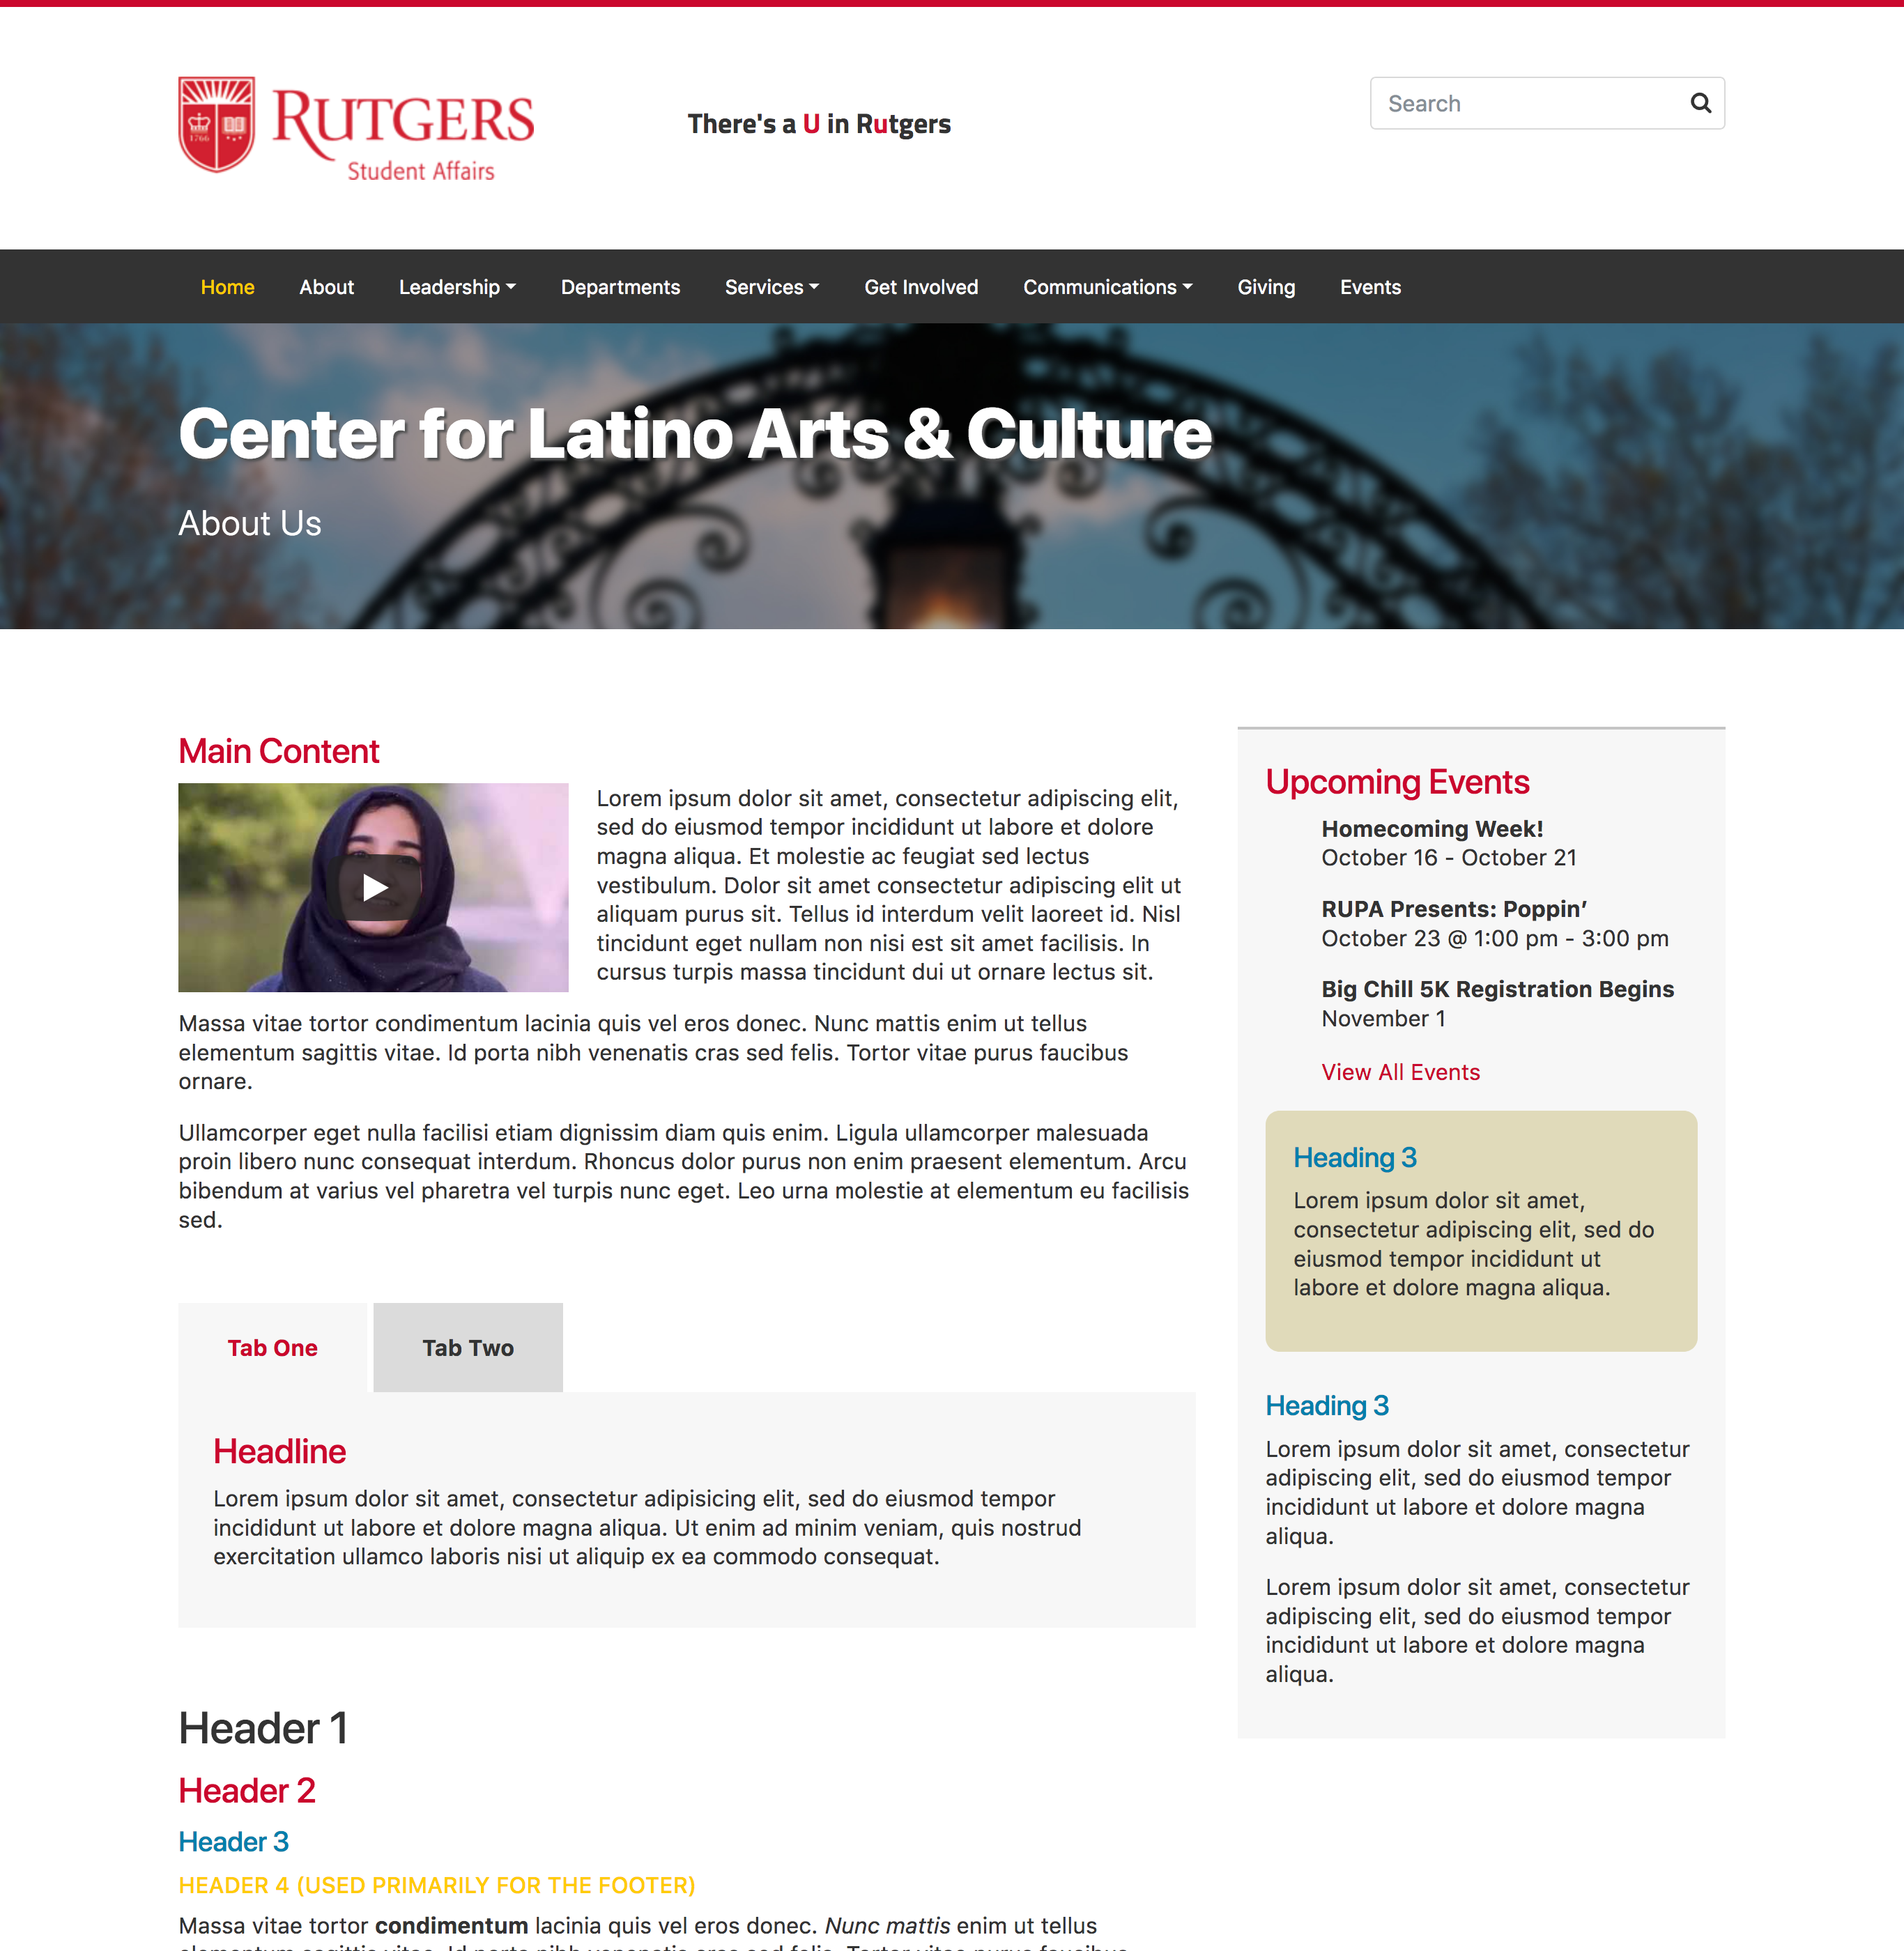 RUTGERS
Student Affairs
1766
There's a U in Rutgers
Search
Home About Leadership Departments Services Get Involved Communications Giving Events
Center for Latino Arts & Culture
About Us
Main Content
Lorem ipsum dolor sit amet, consectetur adipiscing elit,
sed do eiusmod tempor incididunt ut labore et dolore
magna aliqua. Et molestie ac feugiat sed lectus
vestibulum. Dolor sit amet consectetur adipiscing elit ut
aliquam purus sit. Tellus id interdum velit laoreet id. Nisl
tincidunt eget nullam non nisi est sit amet facilisis. In
cursus turpis massa tincidunt dui ut ornare lectus sit.
Massa vitae tortor condimentum lacinia quis vel eros donec. Nunc mattis enim ut tellus
elementum sagittis vitae. Id porta nibh venenatis cras sed felis. Tortor vitae purus faucibus
ornare.
Ullamcorper eget nulla facilisi etiam dignissim diam quis enim. Ligula ullamcorper malesuada
proin libero nunc consequat interdum. Rhoncus dolor purus non enim praesent elementum. Arcu
bibendum at varius vel pharetra vel turpis nunc eget. Leo urna molestie at elementum eu facilisis
sed.
Tab One Tab Two
Headline
Lorem ipsum dolor sit amet, consectetur adipisicing elit, sed do eiusmod tempor
incididunt ut labore et dolore magna aliqua. Ut enim ad minim veniam, quis nostrud
exercitation ullamco laboris nisi ut aliquip ex ea commodo consequat.
Header 1
Header 2
Header 3
HEADER 4 (USED PRIMARILY FOR THE FOOTER)
Massa vitae tortor condimentum lacinia quis vel eros donec. Nunc mattis enim ut tellus
elementum sagittis vitae. Id porta nibh venenatis cras sed felis. Tortor vitae purus faucibus
Upcoming Events
Homecoming Week!
October 16 - October 21
RUPA Presents: Poppin’
October 23 @ 1:00 pm - 3:00 pm
Big Chill 5K Registration Begins
November 1
View All Events
Heading 3
Lorem ipsum dolor sit amet,
consectetur adipiscing elit, sed do
eiusmod tempor incididunt ut
labore et dolore magna aliqua.
Heading 3
Lorem ipsum dolor sit amet, consectetur
adipiscing elit, sed do eiusmod tempor
incididunt ut labore et dolore magna
aliqua.
Lorem ipsum dolor sit amet, consectetur
adipiscing elit, sed do eiusmod tempor
incididunt ut labore et dolore magna
aliqua.